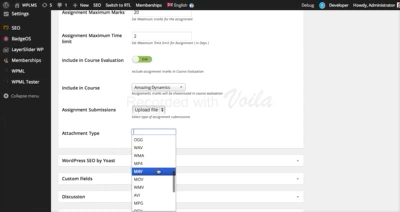 WPLMS 5 1 + New SEO Switch to RTL Memberships English Debug Developer Howdy, Administrator
SEO
BadgeOS
LayerSlider WP
Memberships
WPML
WPML Tester
Collapse menu
Assignment Maximum Marks 20
Set Maximum marks for the assignment
Assignment Maximum Time limit 2
Set Maximum Time limit for Assignment ( in Days )
Include in Course Evaluation ON
Include assignment marks in Course Evaluation
Include in Course Amazing Dynamics
Assignments marks will be shown/used in course evaluation
Recorded with Voila
Assignment Submissions Upload file
Select type of assignment submissions
Attachment Type
OGG
WAV
WMA
MP4
M4V
MOV
WMV
AVI
MPG
WordPress SEO by Yoast
Custom Fields
Discussion